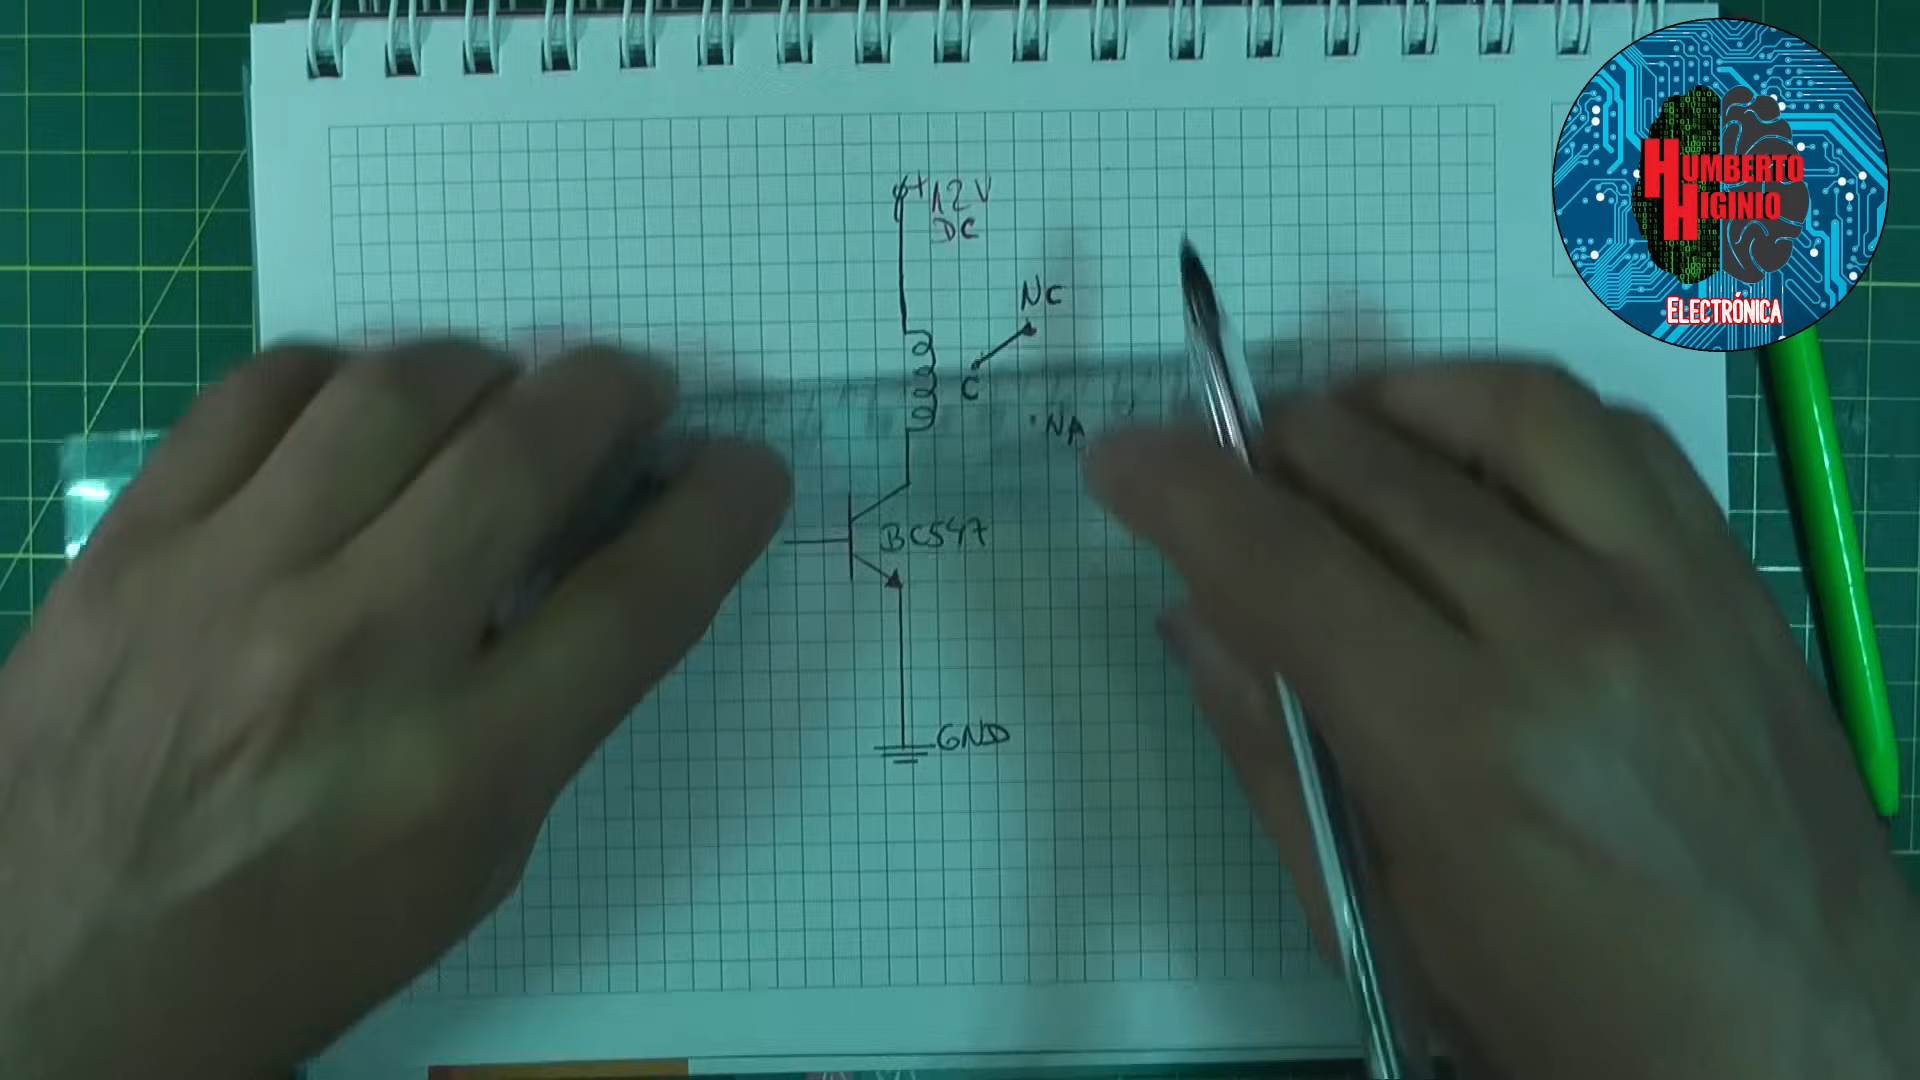 +12V
DC
NC
C
NA
BC547
GND
HUMBERTO
HIGINIO
ELECTRÓNICA